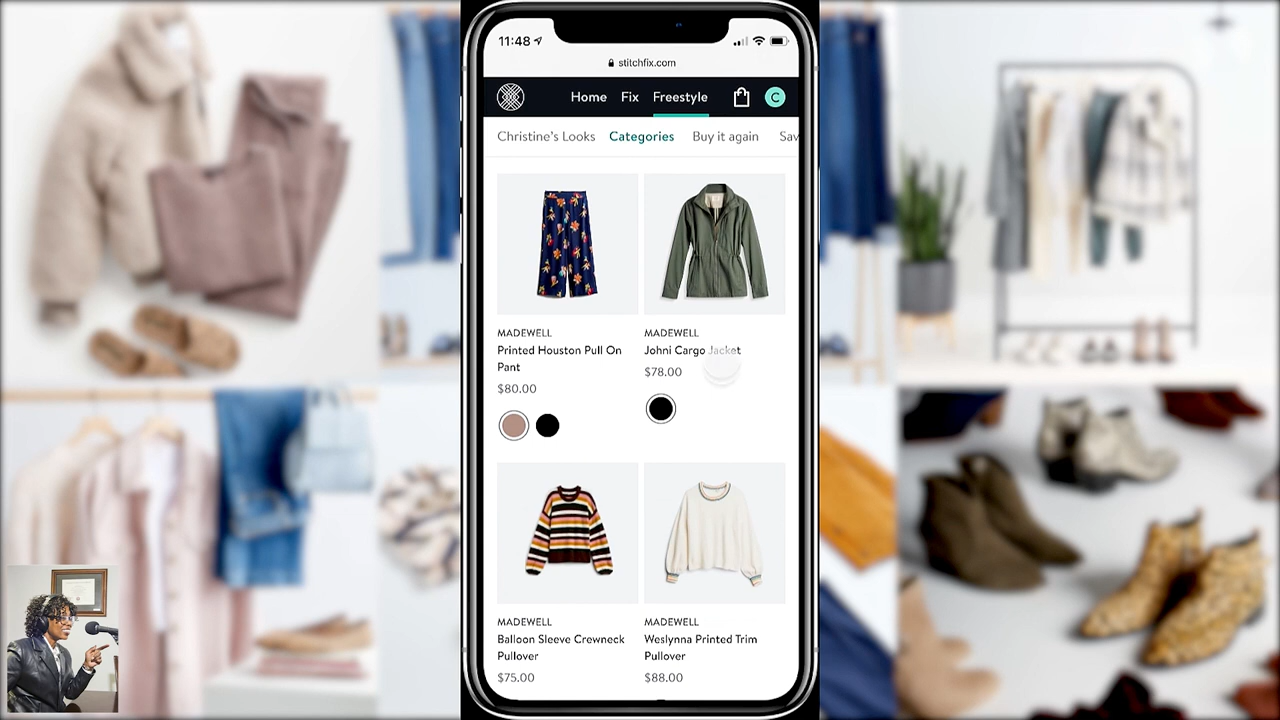 11:48
stitchfix.com
Home Fix Freestyle C
Christine's Looks Categories Buy it again Sav
MADEWELL
Printed Houston Pull On
Pant
$80.00
MADEWELL
Johni Cargo Jacket
$78.00
MADEWELL
Balloon Sleeve Crewneck
Pullover
$75.00
MADEWELL
Weslynna Printed Trim
Pullover
$88.00